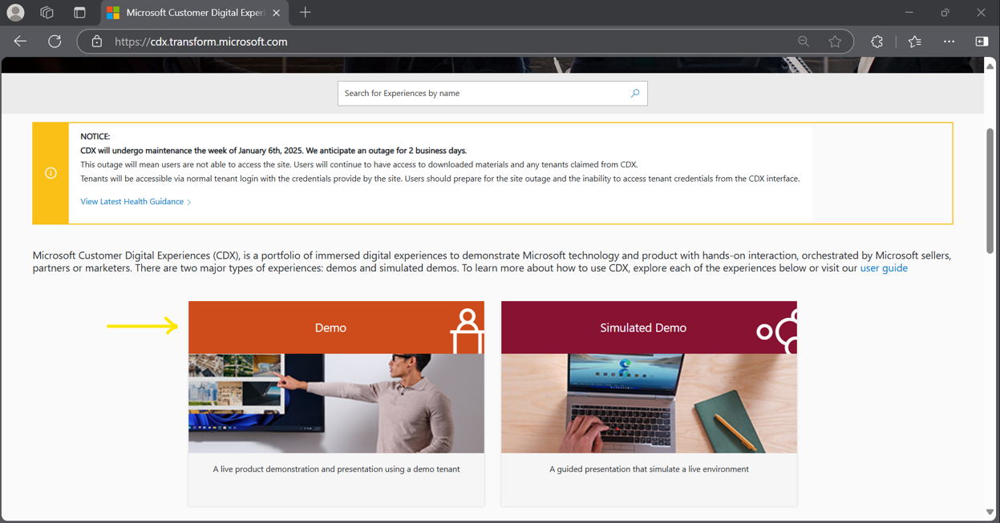 Microsoft Customer Digital Experi
https://cdx.transform.microsoft.com
Search for Experiences by name
NOTICE:
CDX will undergo maintenance the week of January 6th, 2025. We anticipate an outage for 2 business days.
This outage will mean users are not able to access the site. Users will continue to have access to downloaded materials and any tenants claimed from CDX.
Tenants will be accessible via normal tenant login with the credentials provide by the site. Users should prepare for the site outage and the inability to access tenant credentials from the CDX interface.
View Latest Health Guidance
Microsoft Customer Digital Experiences (CDX), is a portfolio of immersed digital experiences to demonstrate Microsoft technology and product with hands-on interaction, orchestrated by Microsoft sellers,
partners or marketers. There are two major types of experiences: demos and simulated demos. To learn more about how to use CDX, explore each of the experiences below or visit our user guide
Demo
Simulated Demo
A live product demonstration and presentation using a demo tenant
A guided presentation that simulate a live environment